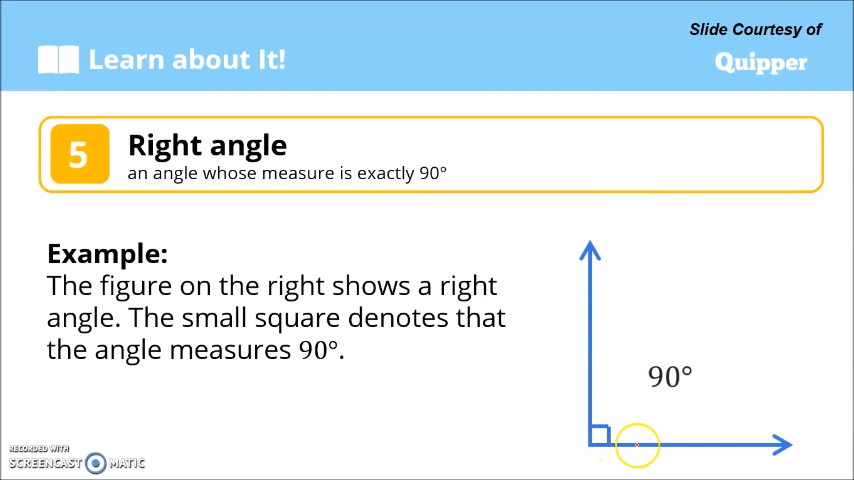 Slide Courtesy of
Learn about It!
Quipper
5
Right angle
an angle whose measure is exactly 90°
Example:
The figure on the right shows a right
angle. The small square denotes that
the angle measures 90°.
90°
RECORDED WITH
SCREENCAST MATIC